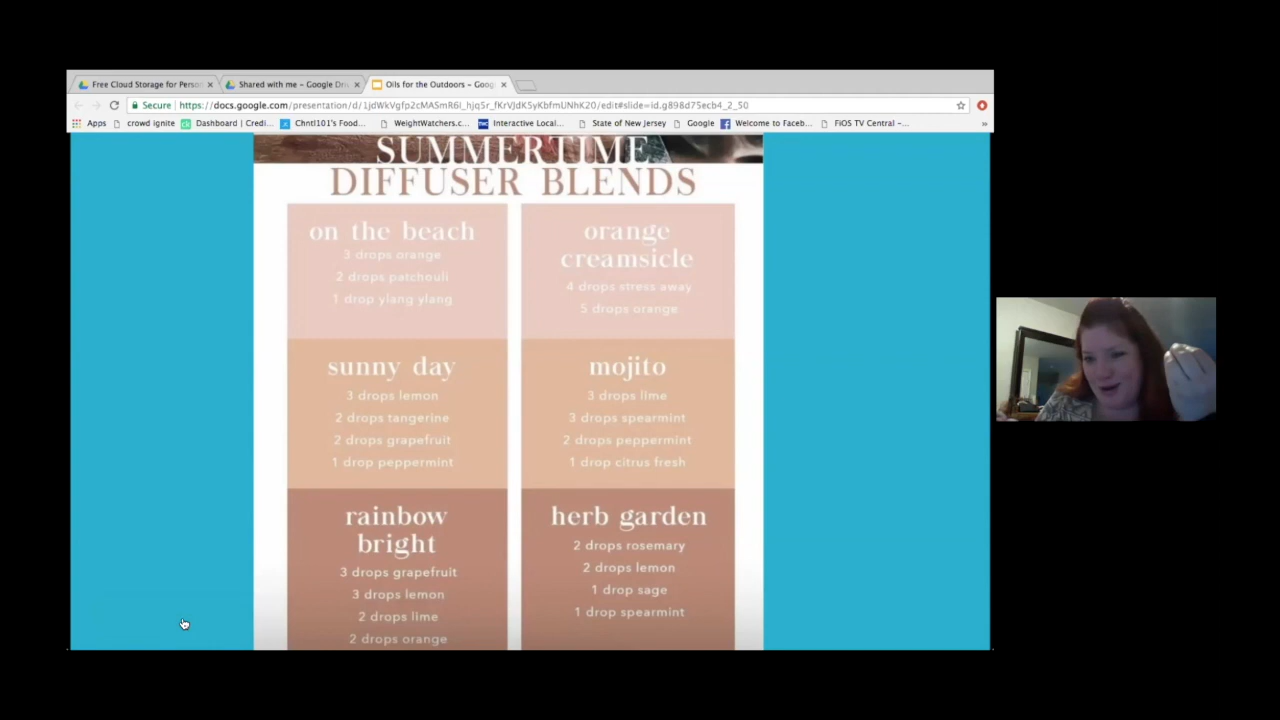 Free Cloud Storage for Perso
Shared with me - Google Dri
Oils for the Outdoors - Goog
Secure
https://docs.google.com/presentation/d/
Apps
crowd ignite
Dashboard | Credi...
Chntl101's Food...
WeightWatchers.c...
Interactive Local...
State of New Jersey
Google
Welcome to Faceb...
FiOS TV Central -...
»
SUMMERTIME
DIFFUSER BLENDS
on the beach
3 drops orange
2 drops patchouli
1 drop ylang ylang
orange
creamsicle
4 drops stress away
5 drops orange
sunny day
3 drops lemon
2 drops tangerine
2 drops grapefruit
1 drop peppermint
mojito
3 drops lime
3 drops spearmint
2 drops peppermint
1 drop citrus fresh
rainbow
bright
3 drops grapefruit
3 drops lemon
2 drops lime
2 drops orange
herb garden
2 drops rosemary
2 drops lemon
1 drop sage
1 drop spearmint